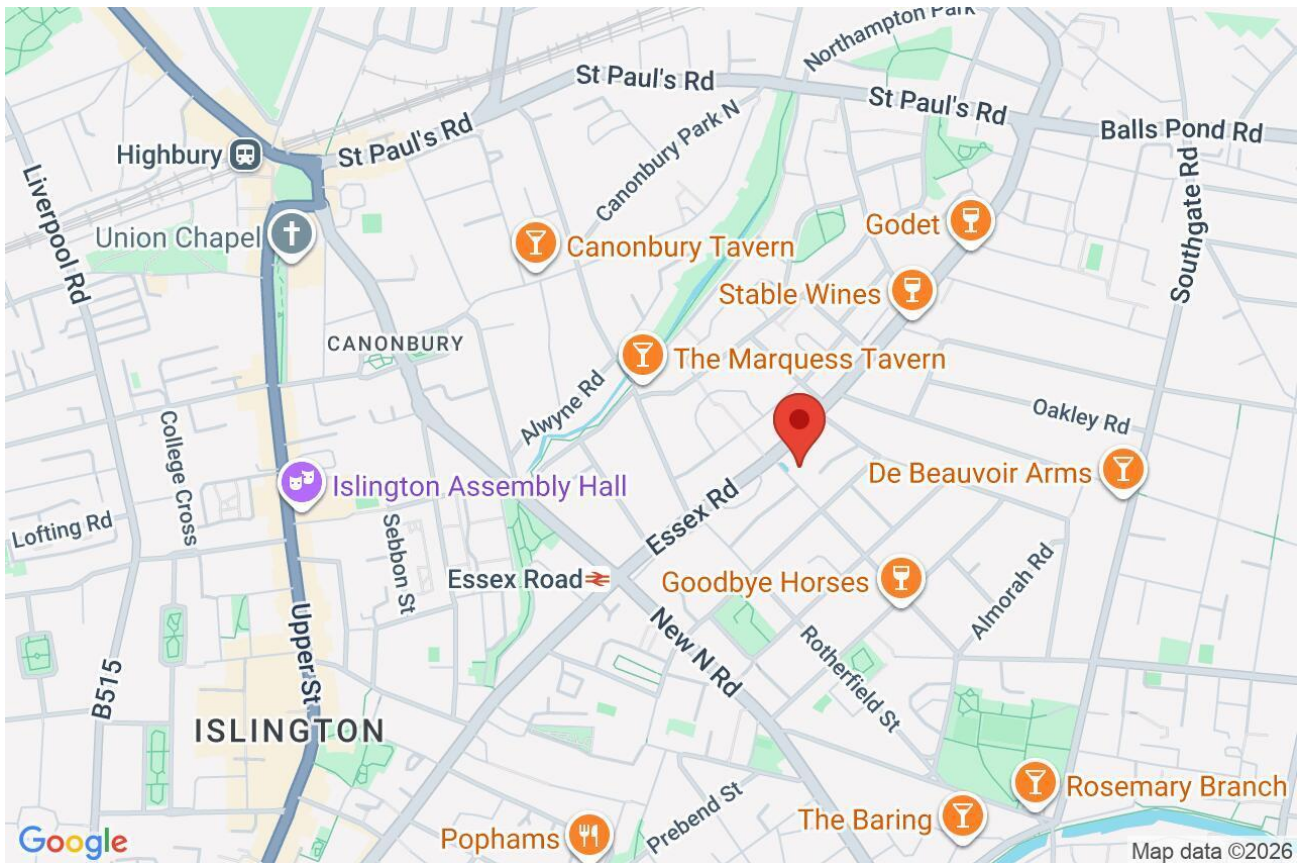 Northampton Park
St Paul's Rd
St Paul's Rd
Balls Pond Rd
Highbury
St Paul's Rd
Canonbury Park N
Liverpool Rd
Union Chapel
Canonbury Tavern
Godet
Southgate Rd
Stable Wines
CANONBURY
The Marquess Tavern
Alwyne Rd
Oakley Rd
College Cross
De Beauvoir Arms
Islington Assembly Hall
Lofting Rd
Sebbon St
Essex Rd
Essex Road
Goodbye Horses
Almorah Rd
Upper St
New N Rd
Rotherfield St
B515
ISLINGTON
Rosemary Branch
Prebend St
The Baring
Pophams
Google
Map data ©2026